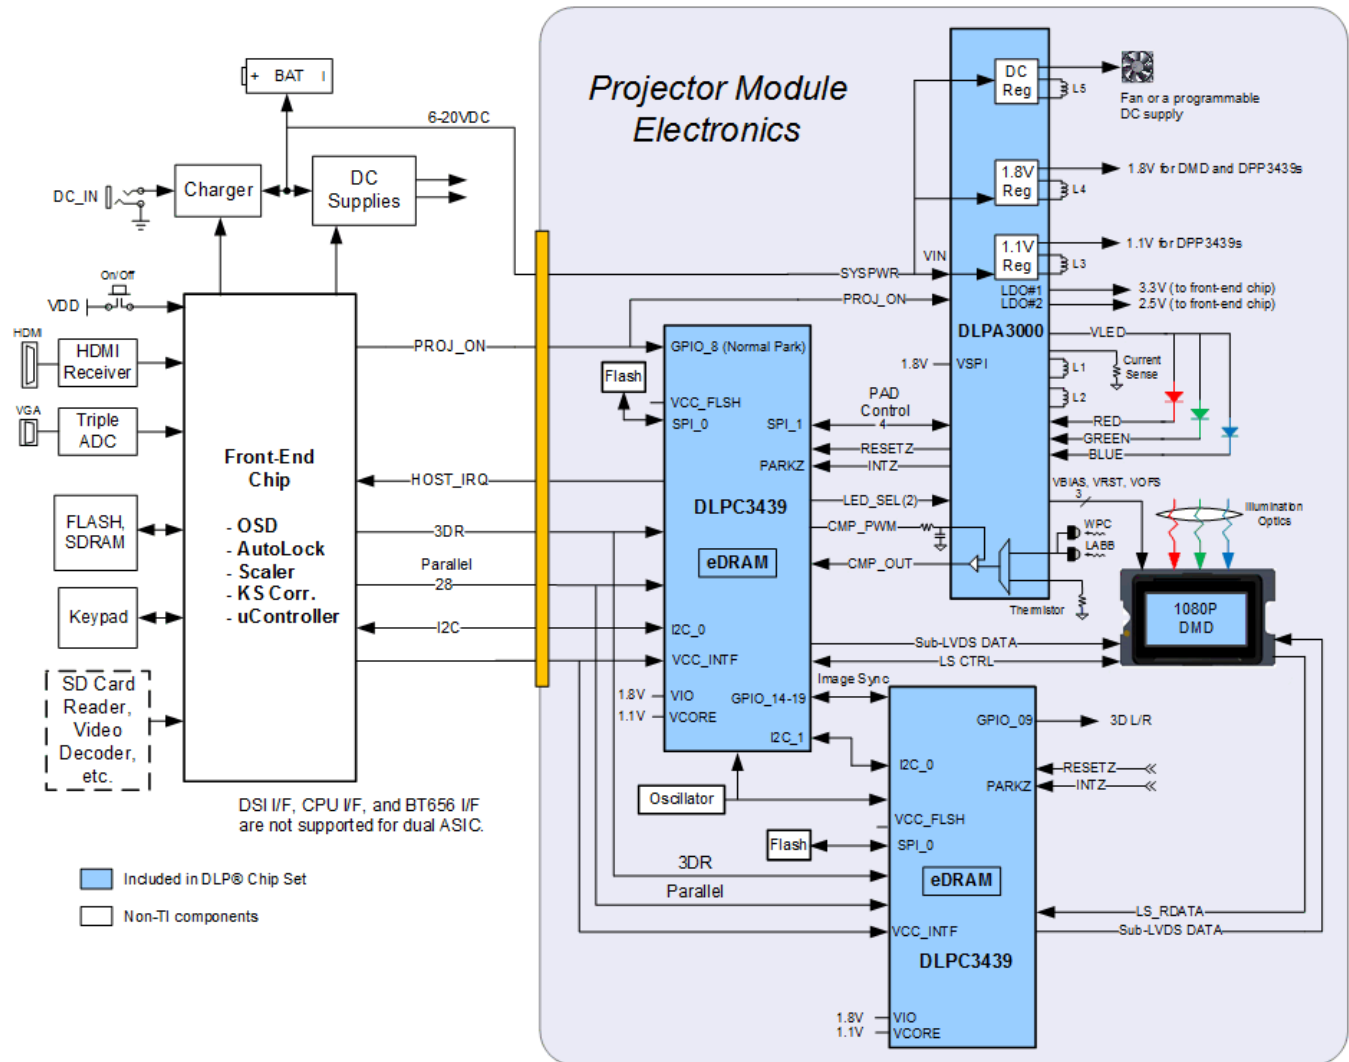 Projector Module
Electronics
+ BAT I
6-20VDC
DC_IN
Charger
DC
Supplies
On/Off
VDD
HDMI
HDMI
Receiver
VGA
Triple
ADC
FLASH,
SDRAM
Keypad
SD Card
Reader,
Video
Decoder,
etc.
Front-End
Chip
- OSD
- AutoLock
- Scaler
- KS Corr.
- uController
PROJ_ON
HOST_IRQ
3DR
Parallel
28
I2C
DSI I/F, CPU I/F, and BT656 I/F
are not supported for dual ASIC.
Included in DLP® Chip Set
Non-TI components
SYSPWR
VIN
PROJ_ON
DC
Reg
L5
Fan or a programmable
DC supply
1.8V
Reg
L4
1.8V for DMD and DPP3439s
1.1V
Reg
L3
1.1V for DPP3439s
LDO#1
3.3V (to front-end chip)
LDO#2
2.5V (to front-end chip)
DLPA3000
VLED
1.8V
VSPI
L1
Current
Sense
L2
RED
GREEN
BLUE
VBIAS, VRST, VOFS
3
Illumination
Optics
WPC
LABB
Thermistor
1080P
DMD
GPIO_8 (Normal Park)
Flash
VCC_FLSH
SPI_0
SPI_1
PAD
Control
4
RESETZ
PARKZ
INTZ
DLPC3439
LED_SEL(2)
CMP_PWM
eDRAM
CMP_OUT
I2C_0
Sub-LVDS DATA
VCC_INTF
LS CTRL
Image Sync
1.8V
VIO
GPIO_14-19
1.1V
VCORE
I2C_1
Oscillator
GPIO_09
3D L/R
I2C_0
RESETZ
PARKZ
INTZ
VCC_FLSH
Flash
SPI_0
3DR
eDRAM
Parallel
LS_RDATA
VCC_INTF
Sub-LVDS DATA
DLPC3439
1.8V
VIO
1.1V
VCORE